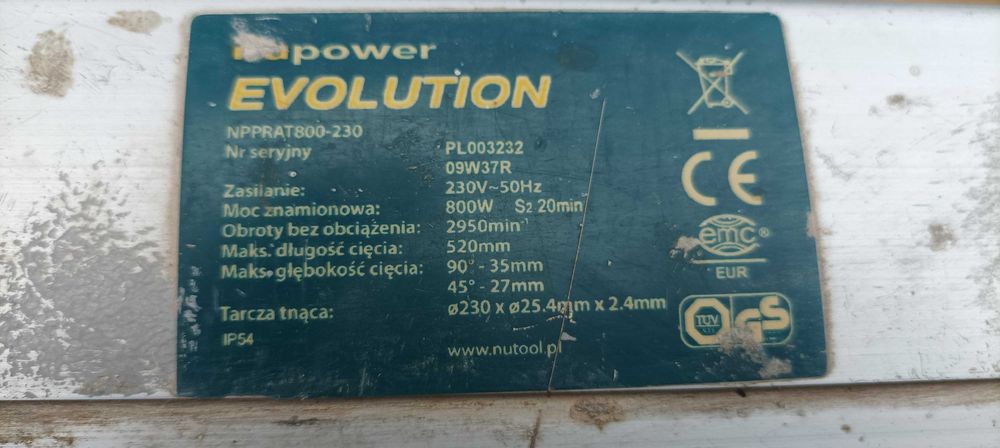 nupower
EVOLUTION
NPPRAT800-230
Nr seryjny PL003232
09W37R
Zasilanie: 230V~50Hz
Moc znamionowa: 800W S2 20min
Obroty bez obciążenia: 2950min⁻
Maks. długość cięcia: 520mm
Maks. głębokość cięcia: 90° - 35mm
45° - 27mm
Tarcza tnąca: ø230 x ø25.4mm x 2.4mm
IP54
www.nutool.pl
CE
emc®
EUR
TÜV
GS